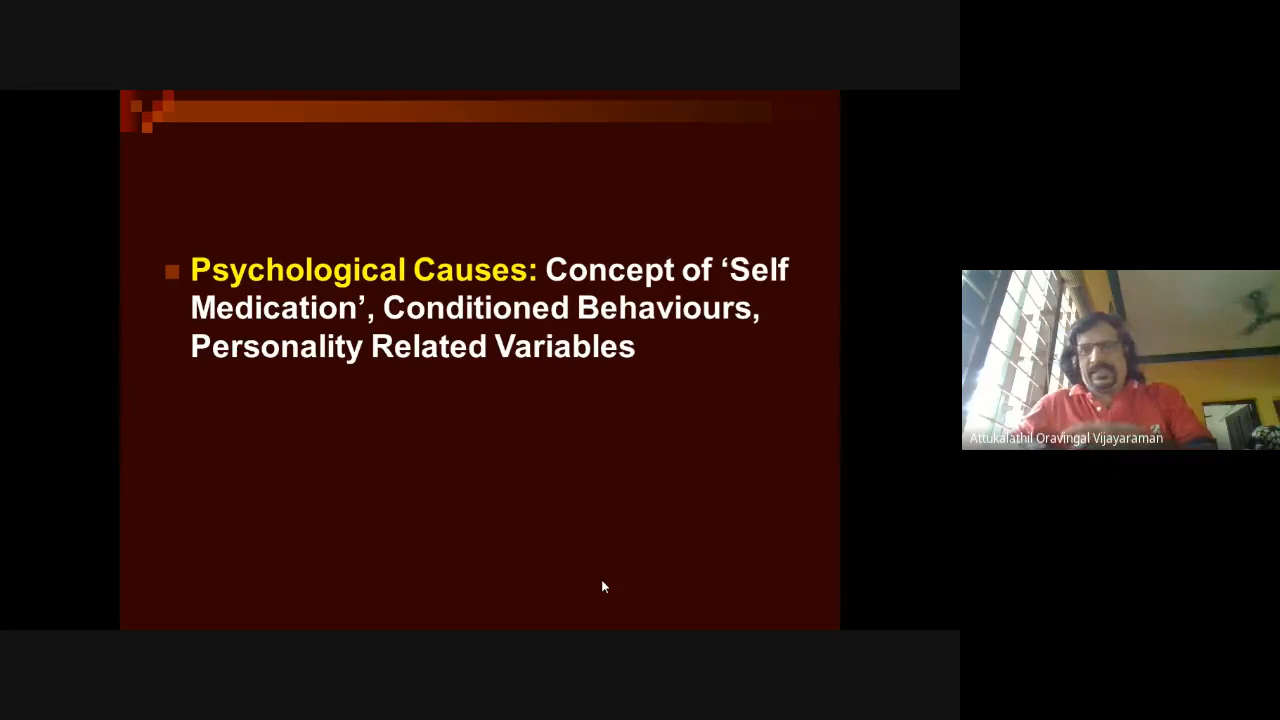 Psychological Causes: Concept of ‘Self
Medication’, Conditioned Behaviours,
Personality Related Variables
Attukalathil Oravingal Vijayaraman